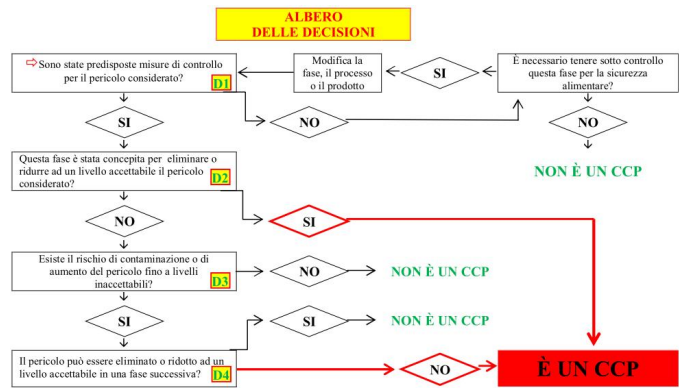 ALBERO
DELLE DECISIONI
⇨Sono state predisposte misure di controllo
per il pericolo considerato?
D1
Modifica la
fase, il processo
o il prodotto
SI
È necessario tenere sotto controllo
questa fase per la sicurezza
alimentare?
SI
NO
NO
NON È UN CCP
Questa fase è stata concepita per eliminare o
ridurre ad un livello accettabile il pericolo
considerato?
D2
NO
SI
Esiste il rischio di contaminazione o di
aumento del pericolo fino a livelli
inaccettabili?
D3
NO
NON È UN CCP
SI
SI
NON È UN CCP
Il pericolo può essere eliminato o ridotto ad un
livello accettabile in una fase successiva?
D4
NO
È UN CCP